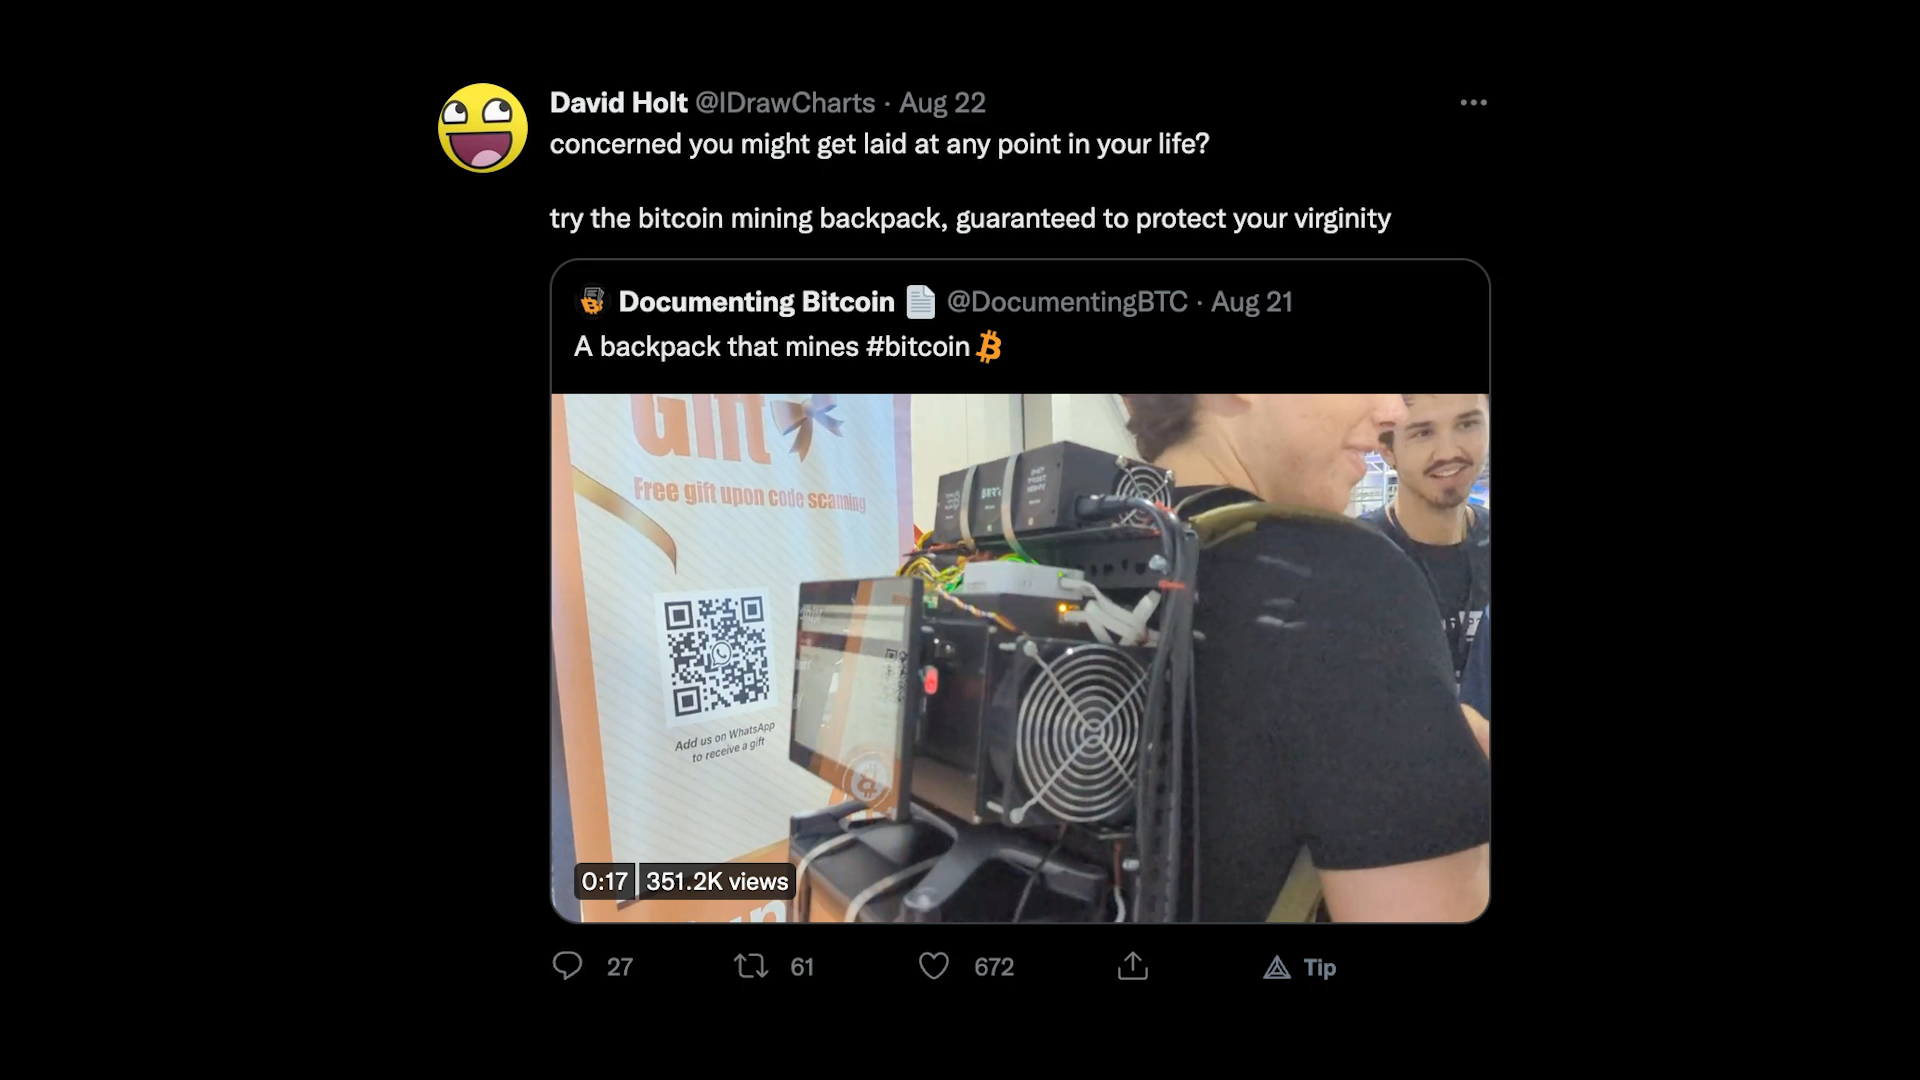 David Holt @IDrawCharts · Aug 22
concerned you might get laid at any point in your life?
try the bitcoin mining backpack, guaranteed to protect your virginity
Documenting Bitcoin @DocumentingBTC · Aug 21
A backpack that mines #bitcoin
Gift
Free gift upon code scanning
Add us on WhatsApp
to receive a gift
0:17 351.2K views
27 61 672 Tip